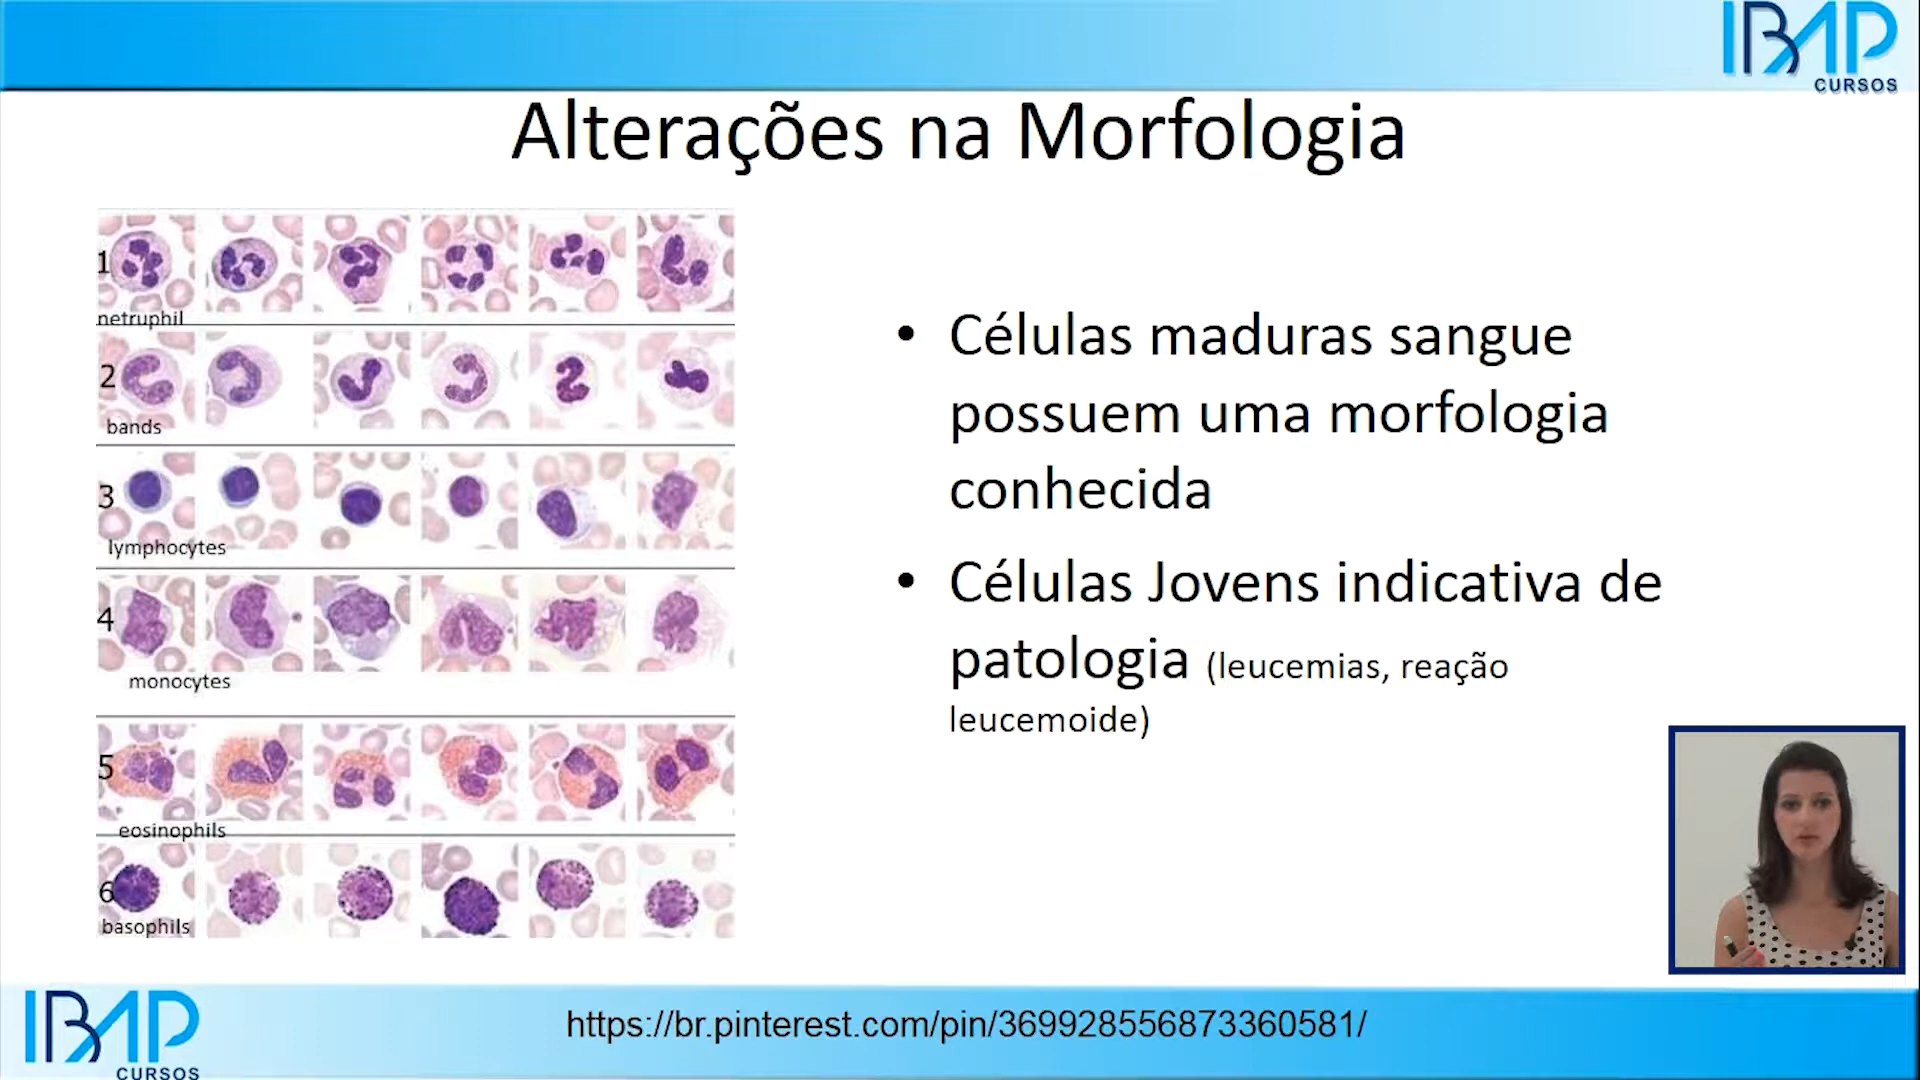 IBAP
CURSOS
Alterações na Morfologia
1
netruphil
2
bands
3
lymphocytes
4
monocytes
5
eosinophils
6
basophils
• Células maduras sangue
possuem uma morfologia
conhecida
• Células Jovens indicativa de
patologia (leucemias, reação
leucemoide)
IBAP
CURSOS
https://br.pinterest.com/pin/369928556873360581/